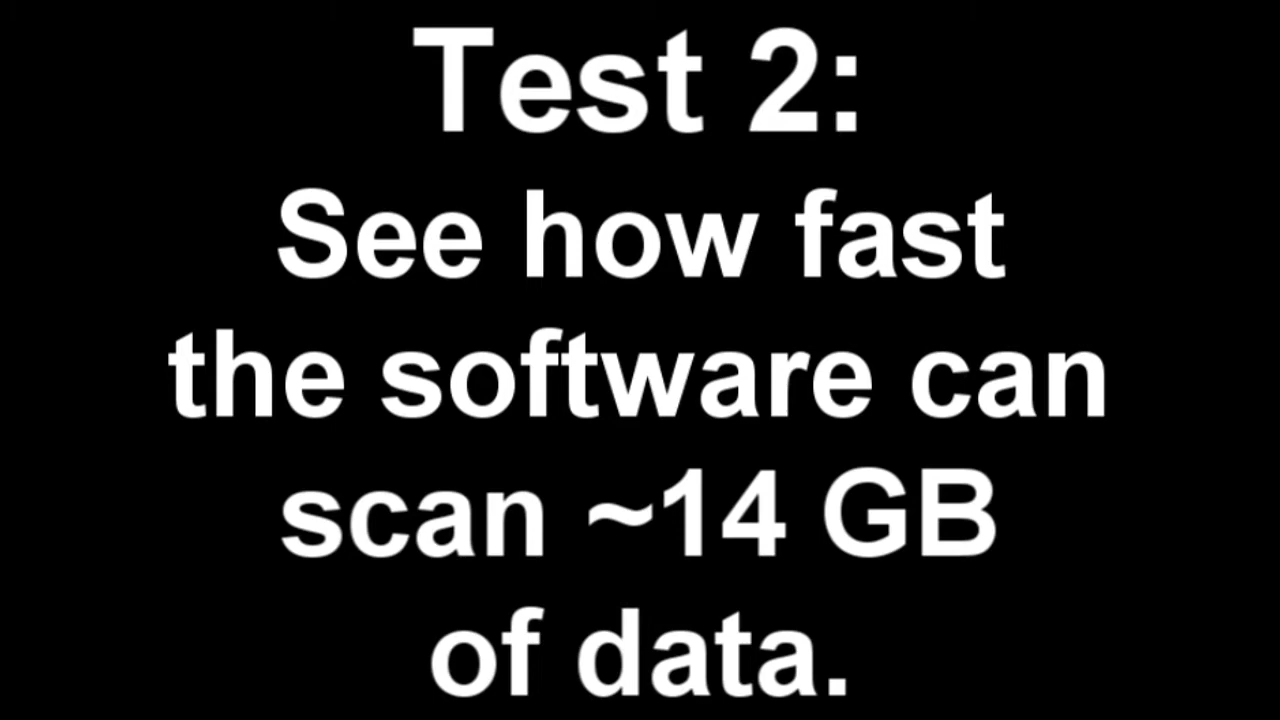 Test 2:
See how fast
the software can
scan ~14 GB
of data.